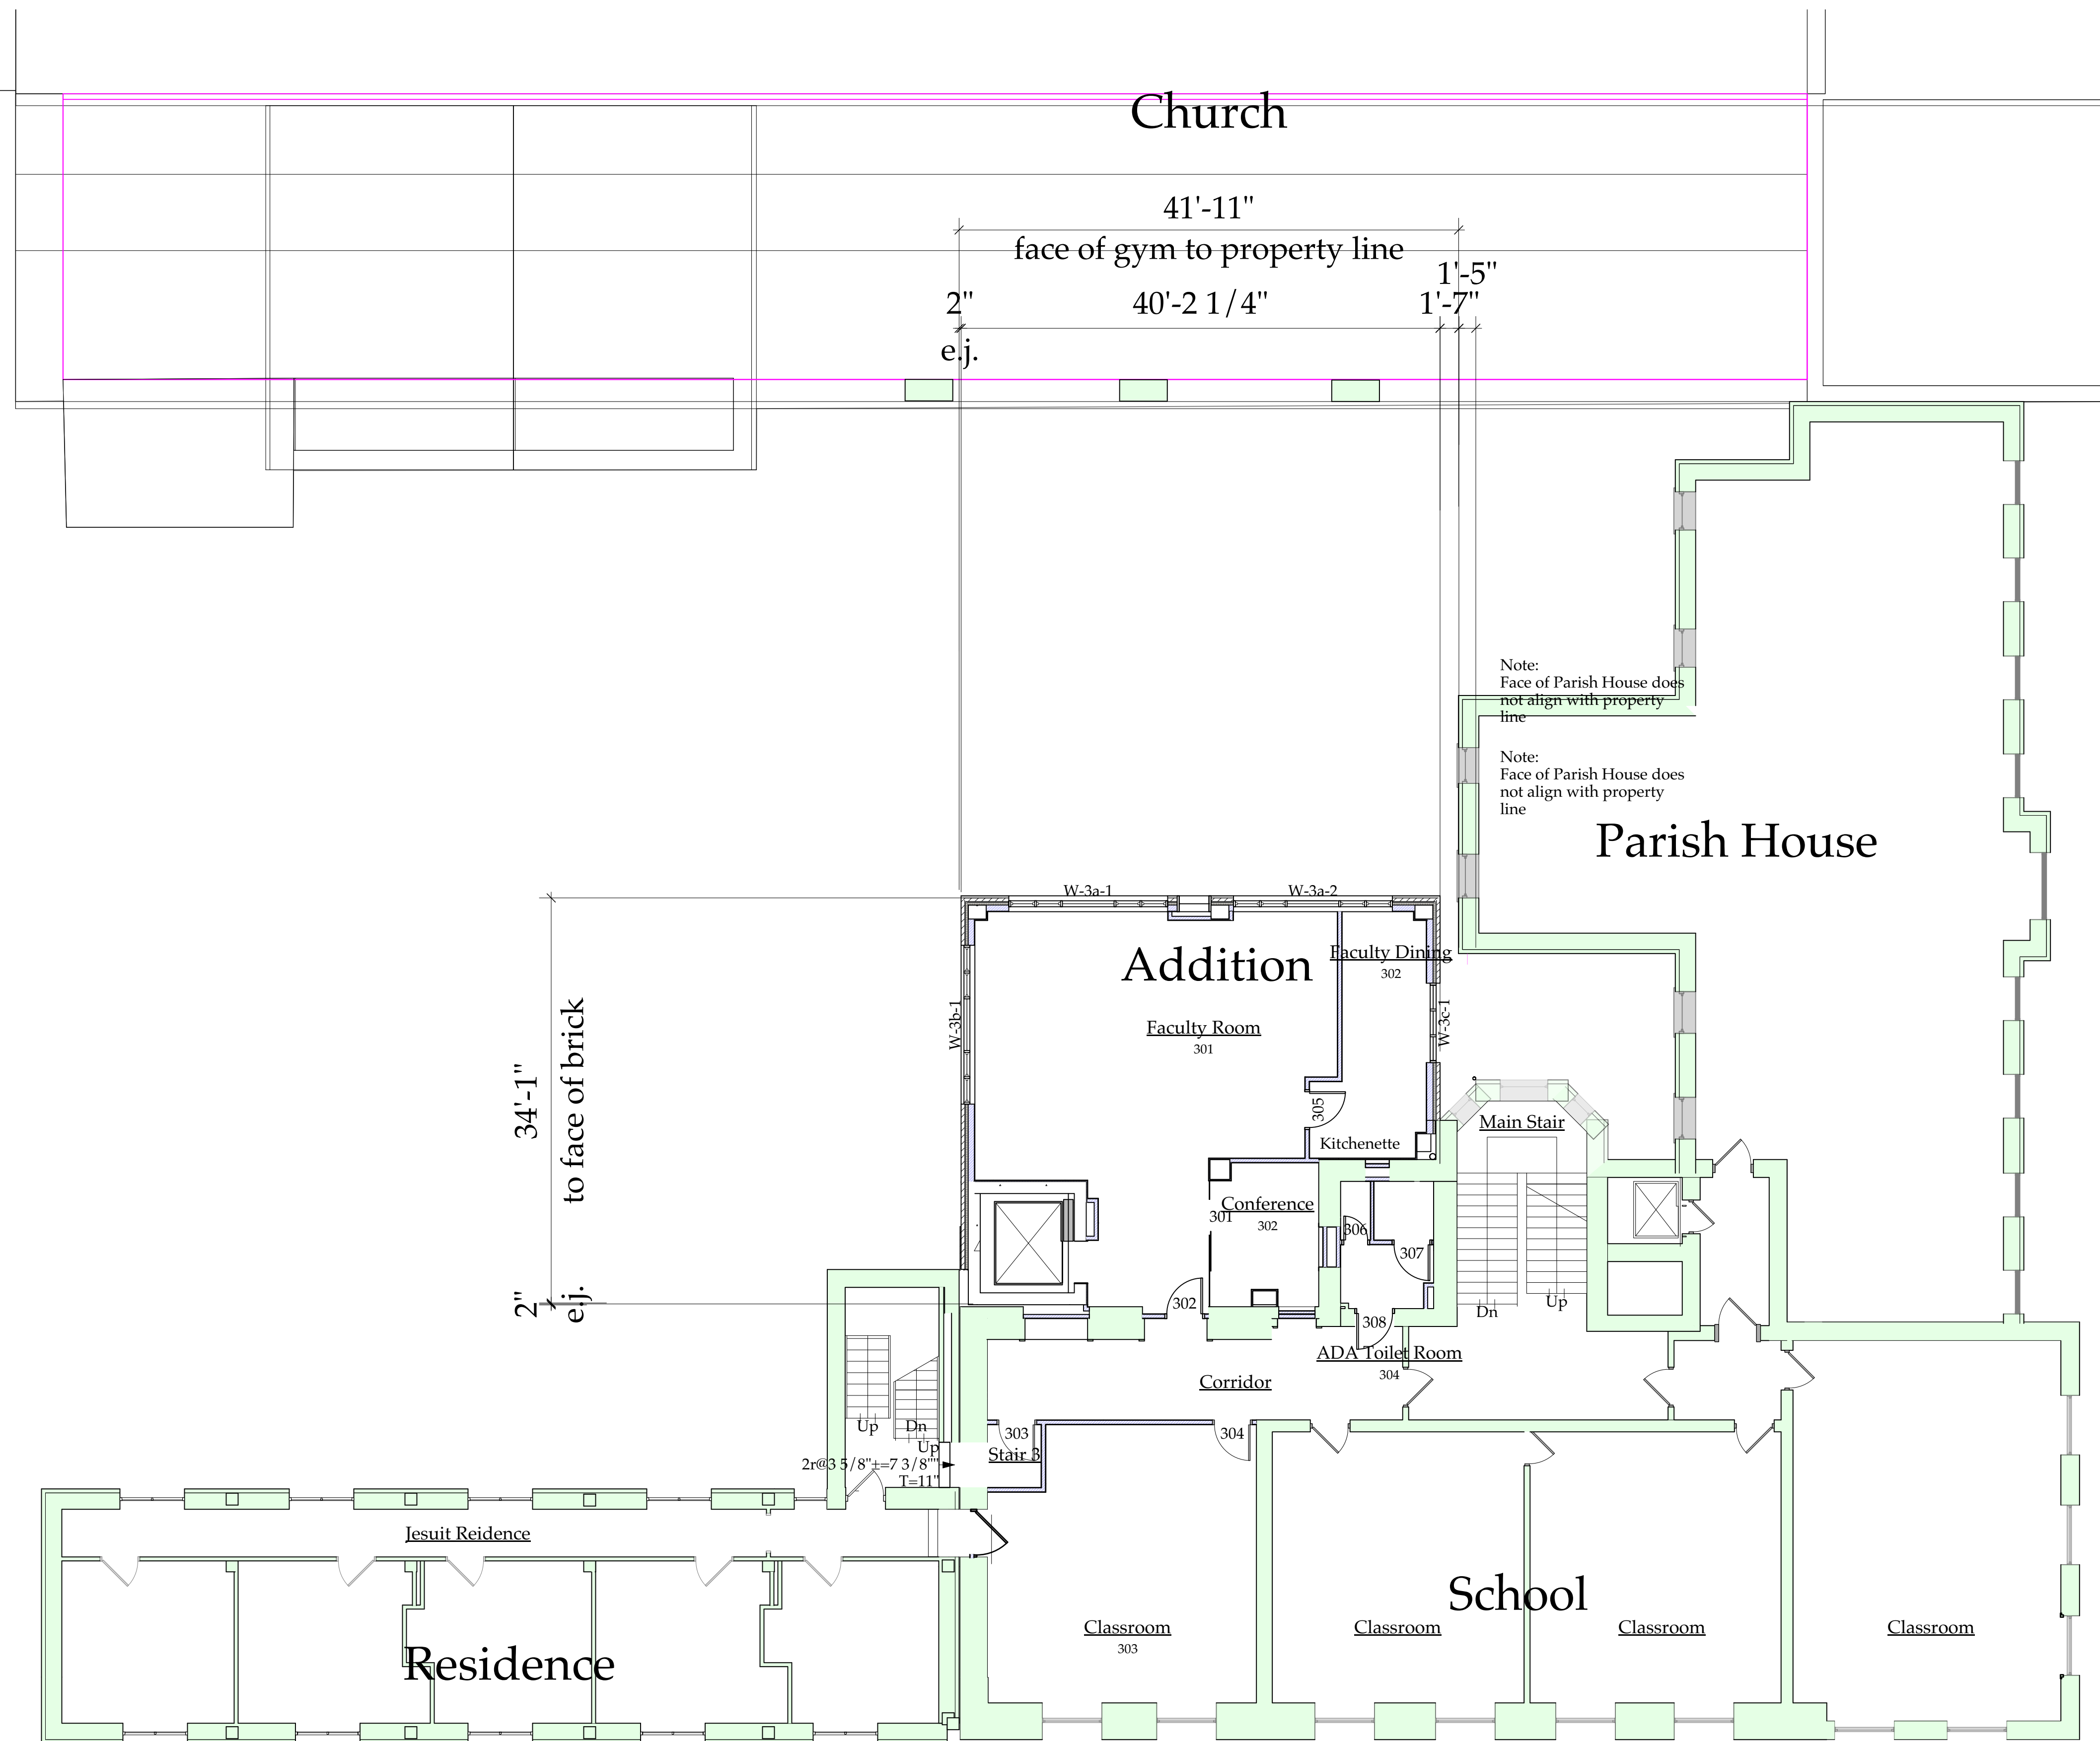 Church
41'-11"
face of gym to property line
1'-5"
2"
40'-2 1/4"
1'-7"
e.j.
Note:
Face of Parish House does
not align with property
line
Note:
Face of Parish House does
not align with property
line
Parish House
W-3a-1
W-3a-2
Addition
Faculty Dining
302
W-3b-1
Faculty Room
301
W-3c-1
34'-1"
to face of brick
2"
e.j.
305
Kitchenette
Main Stair
Conference
301
302
306
307
302
308
Dn
Up
ADA Toilet Room
304
Corridor
Up
Dn
303
304
Up
Stair 3
2r@3 5/8"±=7 3/8""
T=11"
Jesuit Reidence
School
Residence
Classroom
303
Classroom
Classroom
Classroom